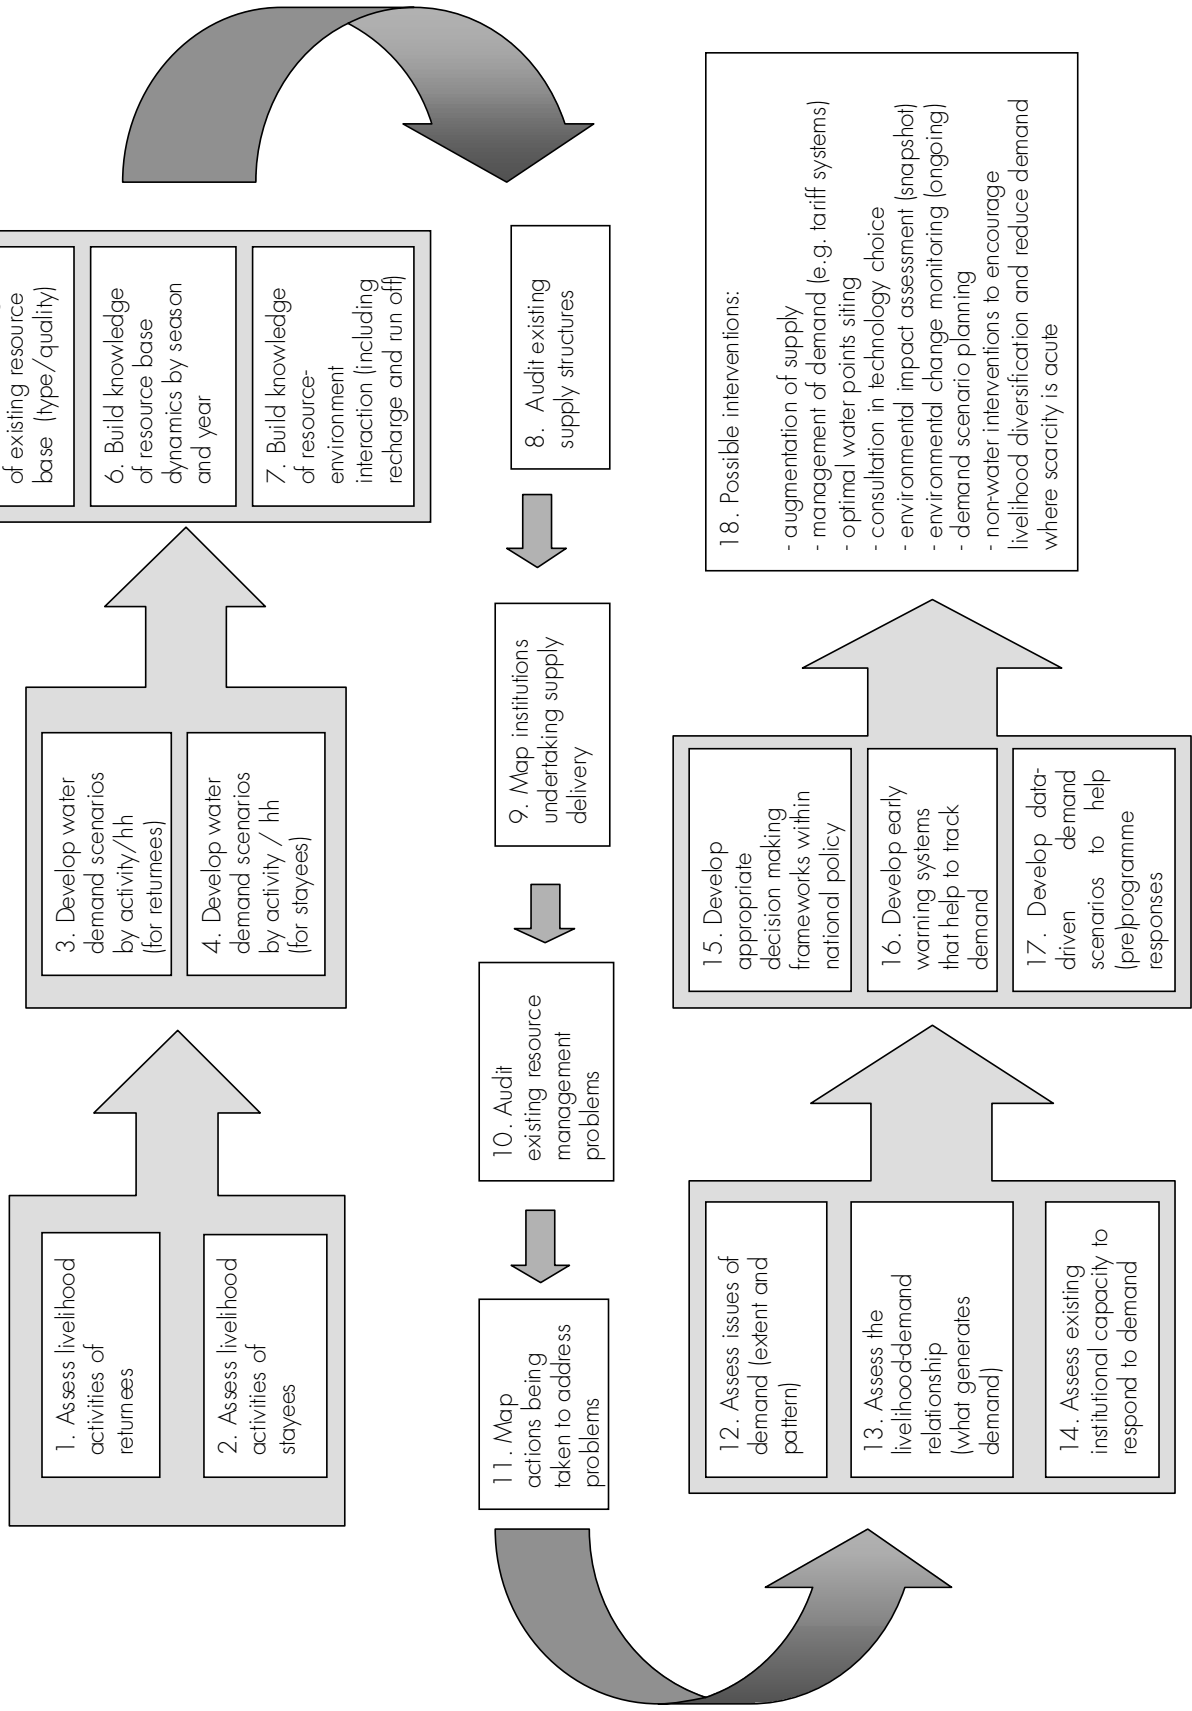 1. Assess livelihood
activities of
returnees
2. Assess livelihood
activities of
stayees
3. Develop water
demand scenarios
by activity/hh
(for returnees)
4. Develop water
demand scenarios
by activity / hh
(for stayees)
of existing resource
base (type/quality)
6. Build knowledge
of resource base
dynamics by season
and year
7. Build knowledge
of resource-
environment
interaction (including
recharge and run off)
8. Audit existing
supply structures
9. Map institutions
undertaking supply
delivery
10. Audit
existing resource
management
problems
11. Map
actions being
taken to address
problems
12. Assess issues of
demand (extent and
pattern)
13. Assess the
livelihood-demand
relationship
(what generates
demand)
14. Assess existing
institutional capacity to
respond to demand
15. Develop
appropriate
decision making
frameworks within
national policy
16. Develop early
warning systems
that help to track
demand
17. Develop data-
driven demand
scenarios to help
(pre)programme
responses
18. Possible interventions:
- augmentation of supply
- management of demand (e.g. tariff systems)
- optimal water points siting
- consultation in technology choice
- environmental impact assessment (snapshot)
- environmental change monitoring (ongoing)
- demand scenario planning
- non-water interventions to encourage
livelihood diversification and reduce demand
where scarcity is acute